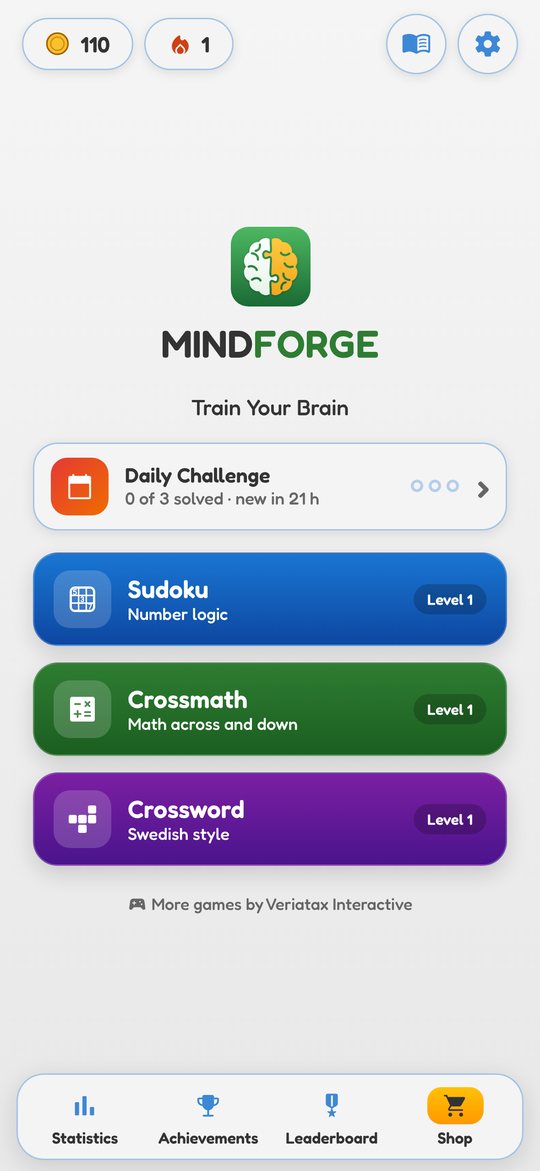 110
1
MINDFORGE
Train Your Brain
Daily Challenge
0 of 3 solved · new in 21 h
Sudoku
Number logic
Level 1
Crossmath
Math across and down
Level 1
Crossword
Swedish style
Level 1
More games by Veriatax Interactive
Statistics
Achievements
Leaderboard
Shop